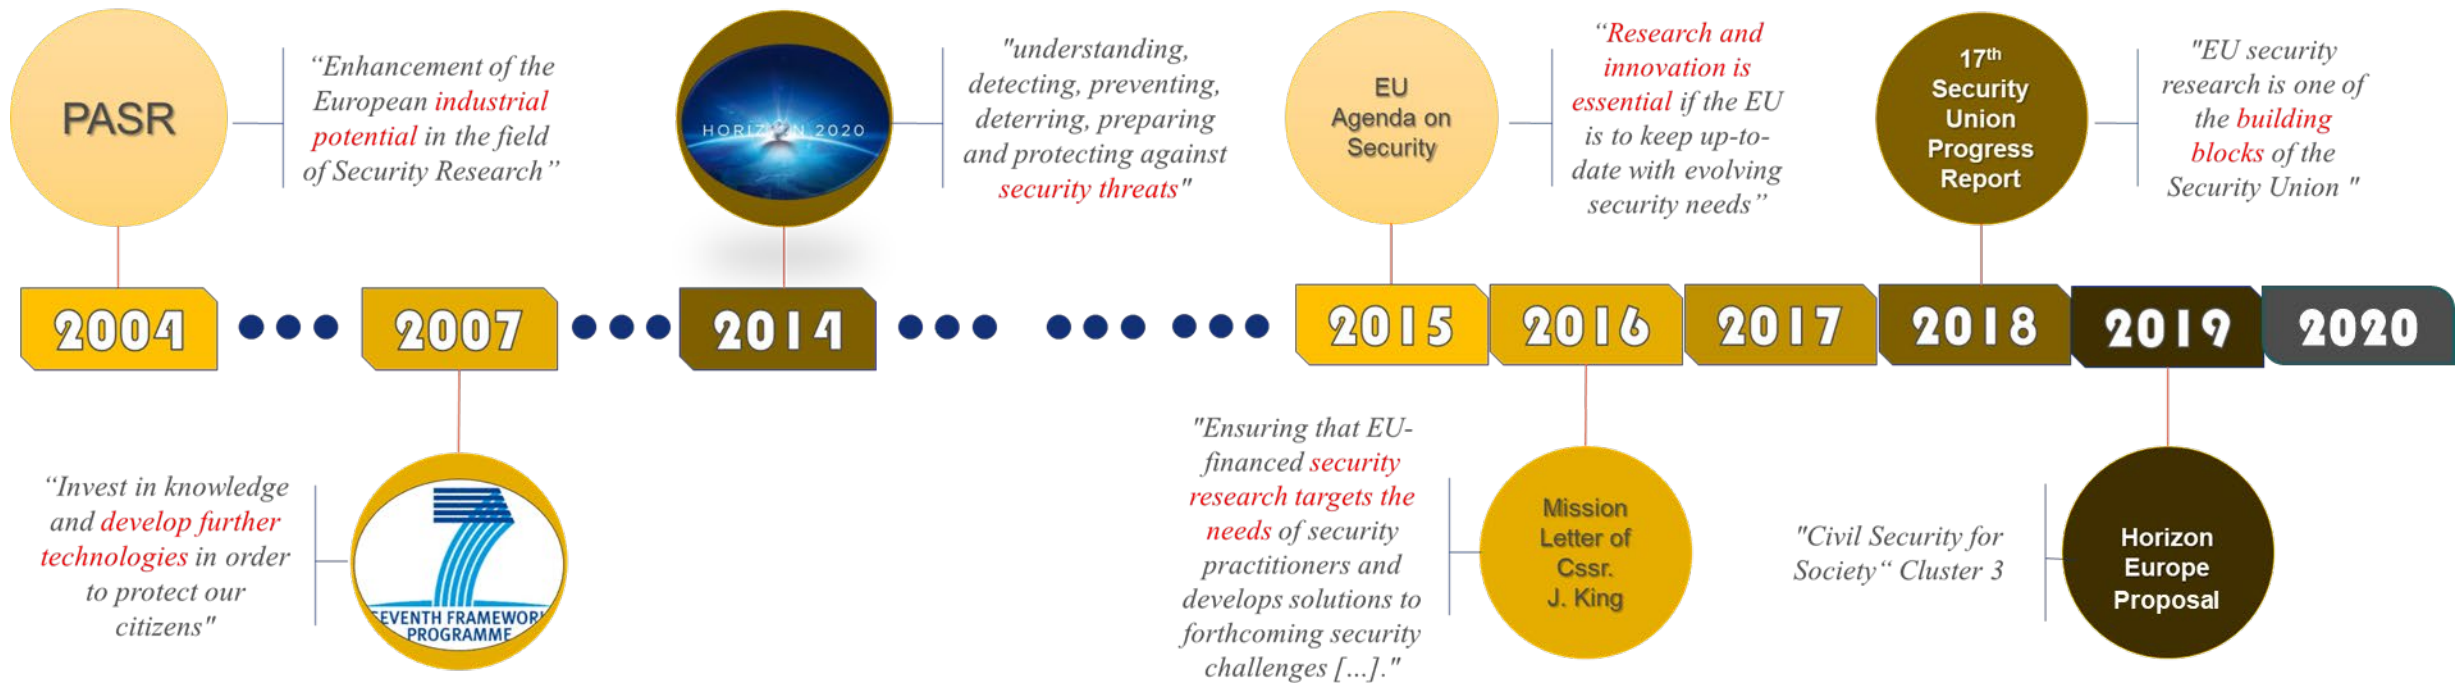 PASR
“Enhancement of the
European industrial
potential in the field
of Security Research”
HORIZON 2020
"understanding,
detecting, preventing,
deterring, preparing
and protecting against
security threats"
EU
Agenda on
Security
“Research and
innovation is
essential if the EU
is to keep up-to-
date with evolving
security needs”
17th
Security
Union
Progress
Report
"EU security
research is one of
the building
blocks of the
Security Union "
2004
2007
2014
2015
2016
2017
2018
2019
2020
“Invest in knowledge
and develop further
technologies in order
to protect our
citizens"
7
EVENTH FRAMEWOR
PROGRAMME
"Ensuring that EU-
financed security
research targets the
needs of security
practitioners and
develops solutions to
forthcoming security
challenges [...]."
Mission
Letter of
Cssr.
J. King
"Civil Security for
Society“ Cluster 3
Horizon
Europe
Proposal